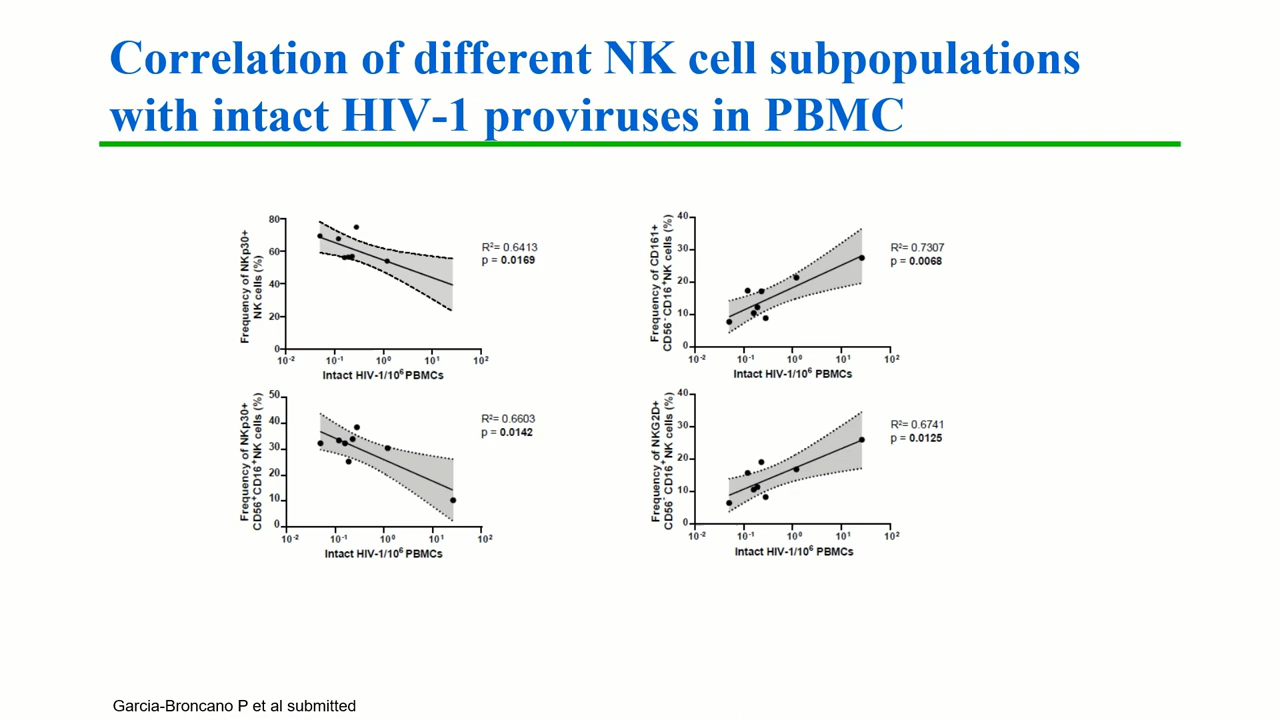 Correlation of different NK cell subpopulations
with intact HIV-1 proviruses in PBMC
Frequency of NKp30+
NK cells (%)
80
60
40
20
0
10⁻² 10⁻¹ 10⁰ 10¹ 10²
Intact HIV-1/10⁶ PBMCs
R²= 0.6413
p = 0.0169
Frequency of CD161+
CD56⁻ CD16⁺NK cells (%)
40
30
20
10
0
10⁻² 10⁻¹ 10⁰ 10¹ 10²
Intact HIV-1/10⁶ PBMCs
R²= 0.7307
p = 0.0068
Frequency of NKp30+
CD56⁺CD16⁺NK cells (%)
50
40
30
20
10
0
10⁻² 10⁻¹ 10⁰ 10¹ 10²
Intact HIV-1/10⁶ PBMCs
R²= 0.6603
p = 0.0142
Frequency of NKG2D+
CD56⁻ CD16⁺NK cells (%)
40
30
20
10
0
10⁻² 10⁻¹ 10⁰ 10¹ 10²
Intact HIV-1/10⁶ PBMCs
R²= 0.6741
p = 0.0125
Garcia-Broncano P et al submitted